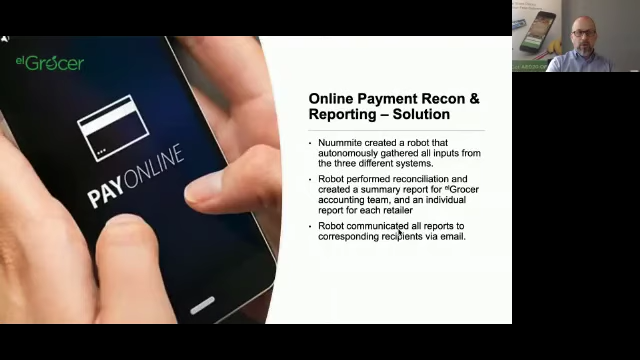 elGrocer
PAYONLINE
Online Payment Recon &
Reporting – Solution
• Nuummite created a robot that
autonomously gathered all inputs from
the three different systems.
• Robot performed reconciliation and
created a summary report for elGrocer
accounting team, and an individual
report for each retailer
• Robot communicated all reports to
corresponding recipients via email.